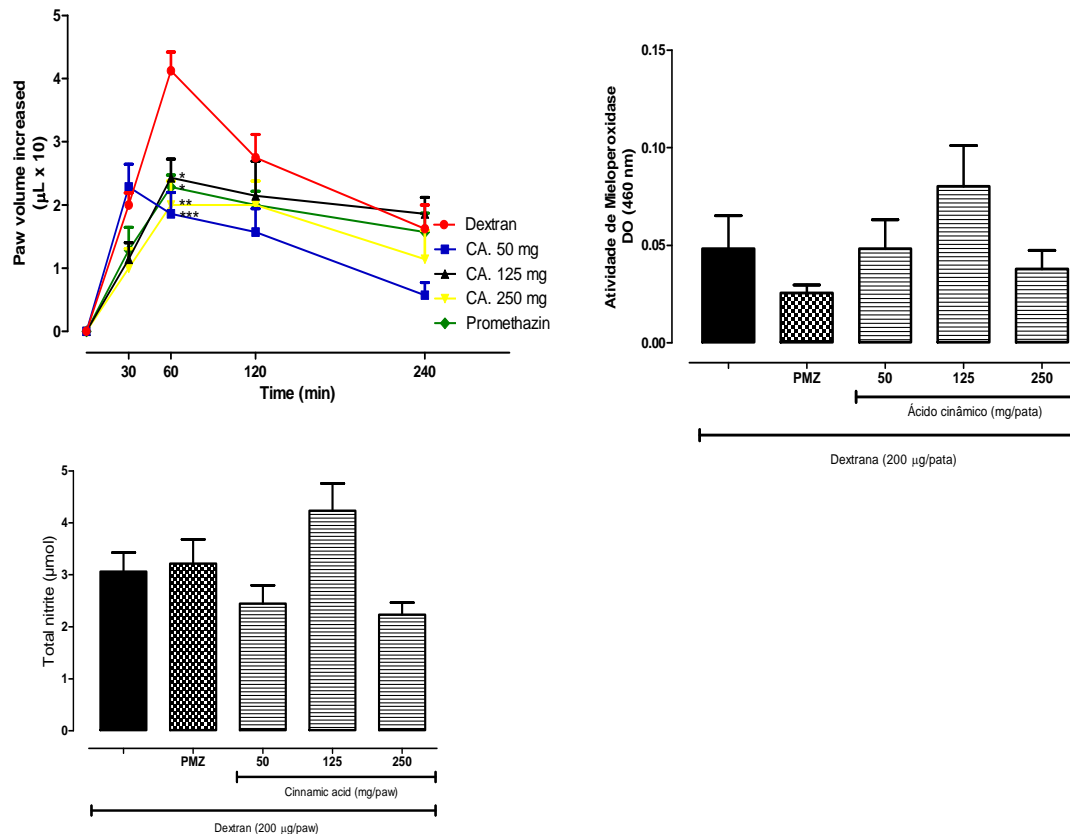 Paw volume increased
(µL x 10)
5
4
3
2
1
0
*
*
**
***
Dextran
CA. 50 mg
CA. 125 mg
CA. 250 mg
Promethazin
30
60
120
240
Time (min)
Atividade de Mieloperoxidase
DO (460 nm)
0.15
0.10
0.05
0.00
PMZ
50
125
250
Ácido cinâmico (mg/pata)
Dextrana (200 µg/pata)
Total nitrite (µmol)
5
4
3
2
1
0
PMZ
50
125
250
Cinnamic acid (mg/paw)
Dextran (200 µg/paw)